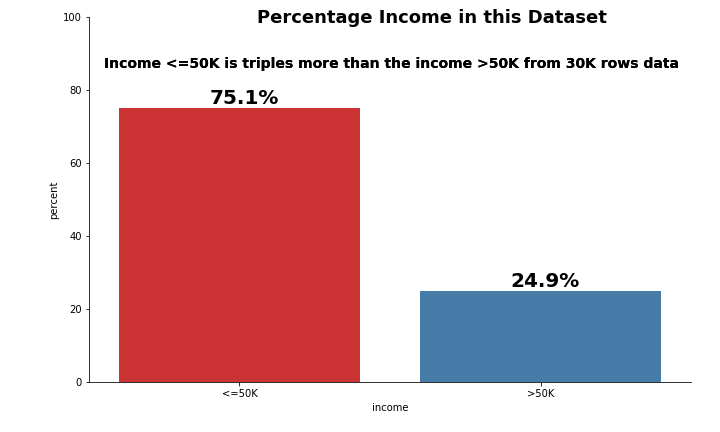 Percentage Income in this Dataset
Income <=50K is triples more than the income >50K from 30K rows data
100
80
60
40
20
0
percent
75.1%
24.9%
<=50K
>50K
income